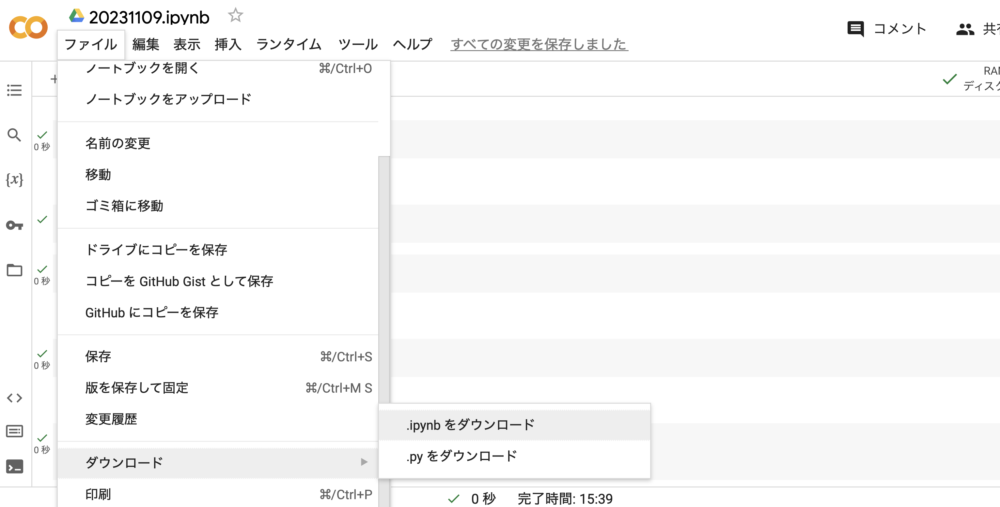 20231109.ipynb
コメント
共有
ファイル 編集 表示 挿入 ランタイム ツール ヘルプ すべての変更を保存しました
ノートブックを開く ⌘/Ctrl+O
RAM
ディスク
ノートブックをアップロード
名前の変更
0 秒
移動
{x}
ゴミ箱に移動
ドライブにコピーを保存
コピーを GitHub Gist として保存
0 秒
GitHub にコピーを保存
保存 ⌘/Ctrl+S
0 秒
版を保存して固定 ⌘/Ctrl+M S
変更履歴
.ipynb をダウンロード
.py をダウンロード
0 秒
ダウンロード
印刷 ⌘/Ctrl+P
0 秒 完了時間: 15:39